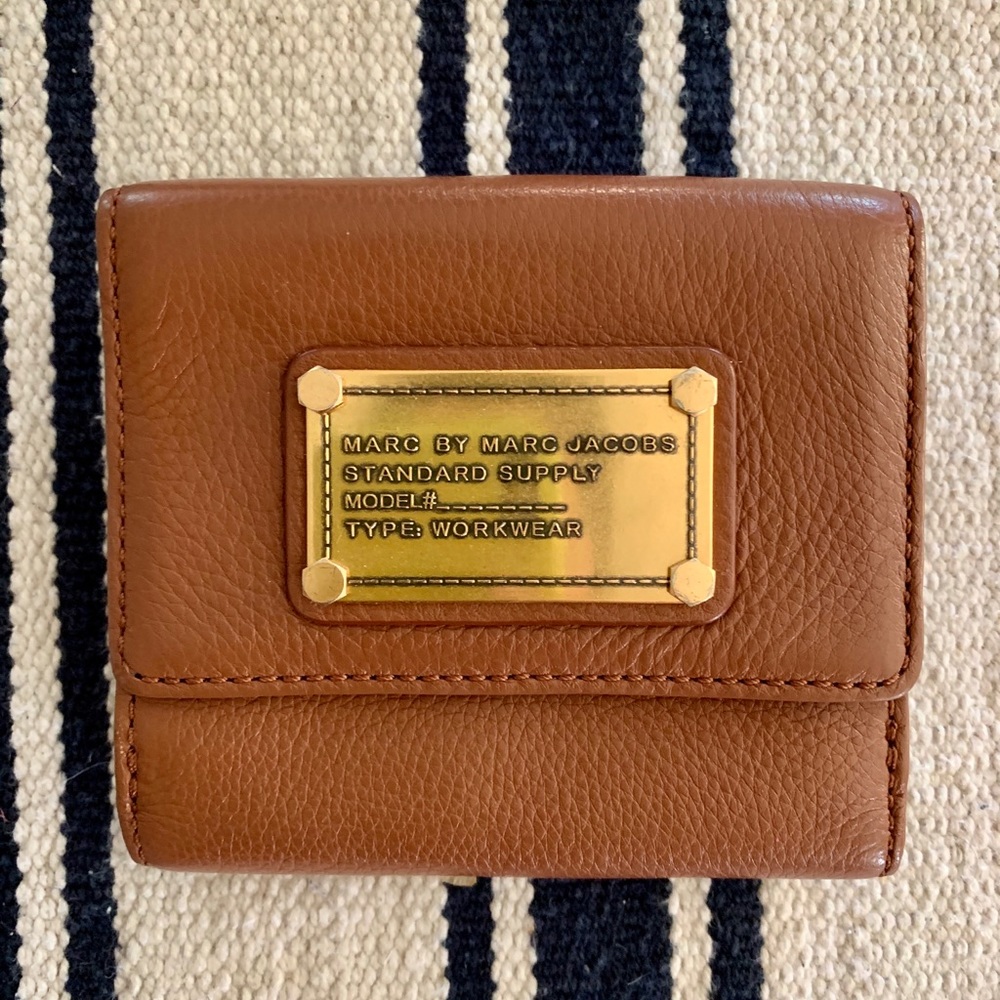 MARC BY MARC JACOBS
STANDARD SUPPLY
MODEL#________
TYPE: WORKWEAR